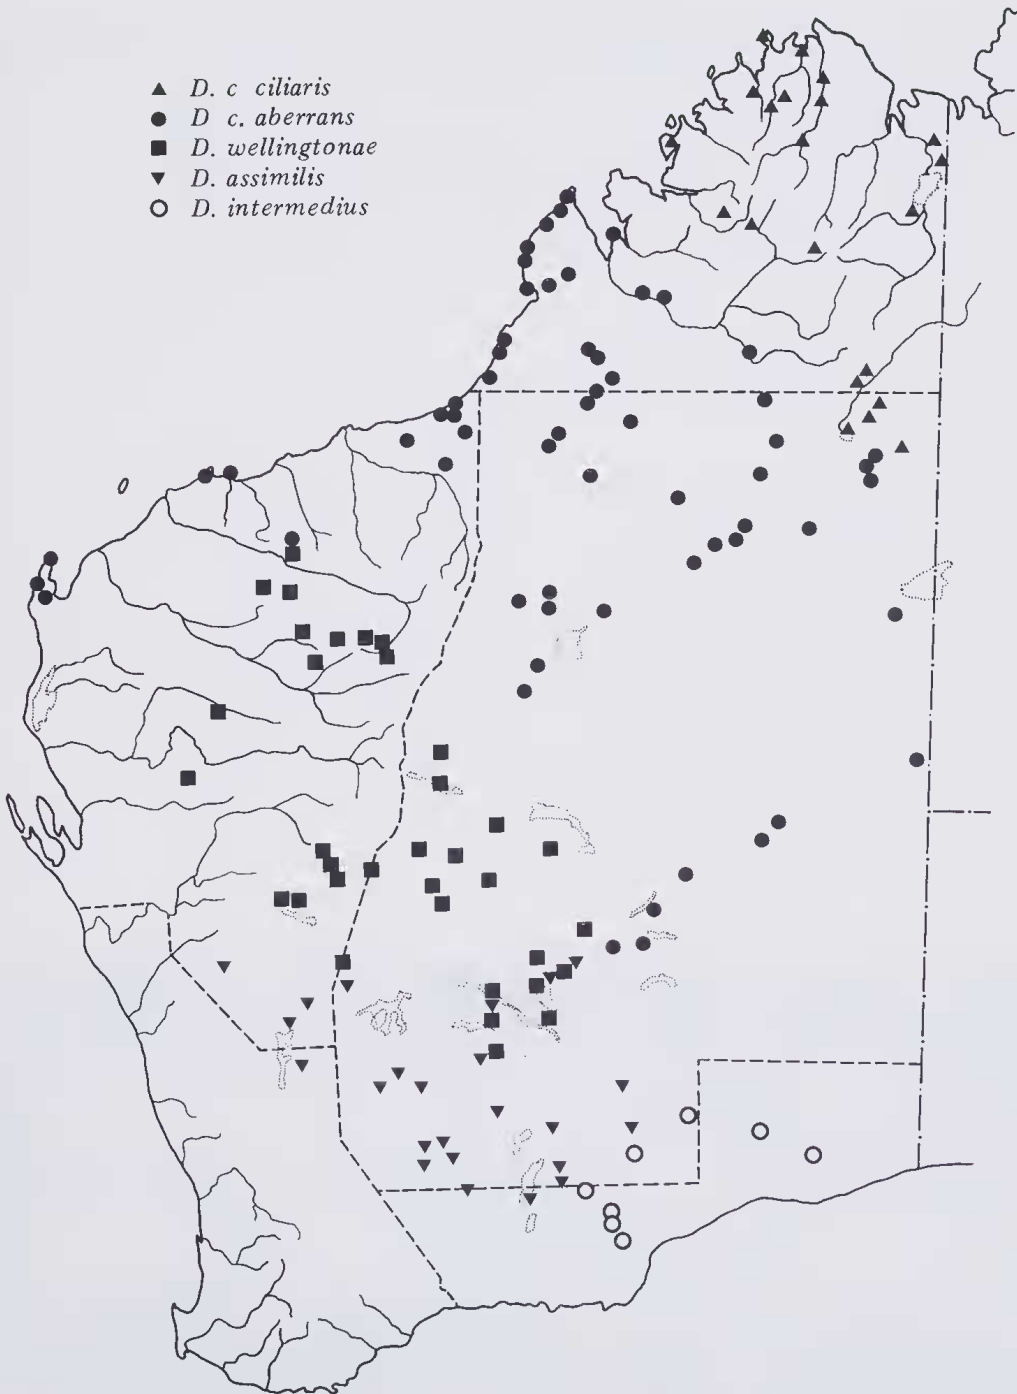 D. c ciliaris
D c. aberrans
D. wellingtonae
D. assimilis
D. intermedius